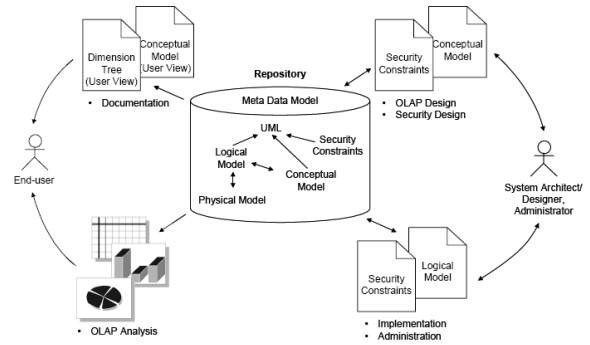 Dimension
Tree
(User View)
Conceptual
Model
(User View)
• Documentation
Repository
Meta Data Model
UML
Logical
Model
Security
Constraints
Conceptual
Model
Physical Model
Security
Constraints
Conceptual
Model
• OLAP Design
• Security Design
End-user
System Architect/
Designer,
Administrator
• OLAP Analysis
Security
Constraints
Logical
Model
• Implementation
• Administration